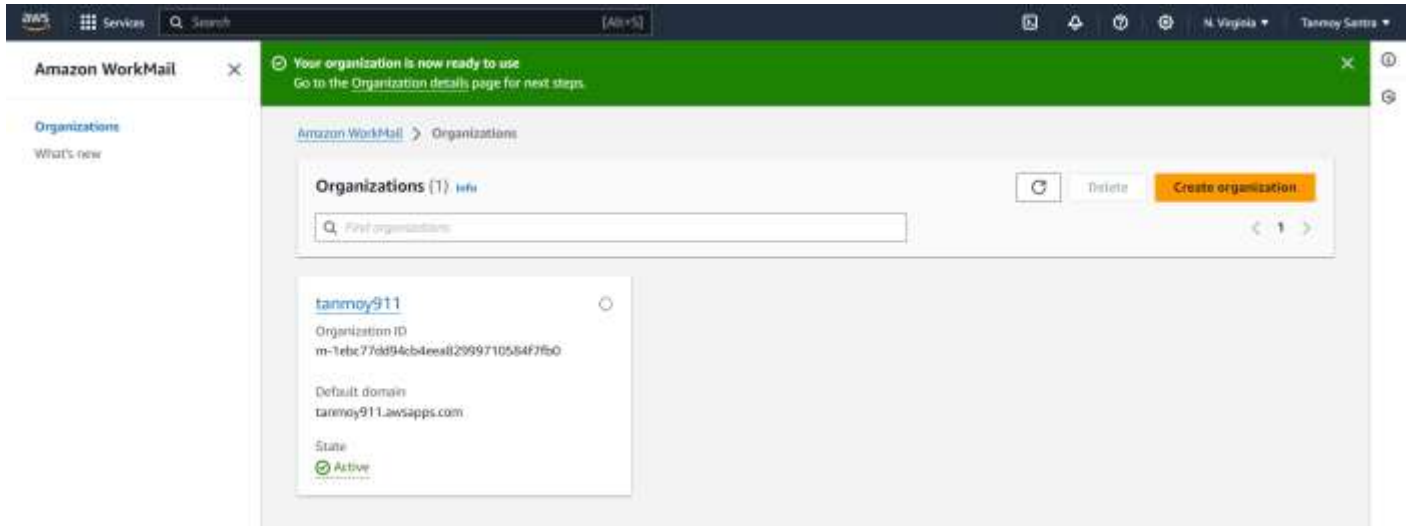 aws
Services
Search
[Alt+S]
N. Virginia
Tanmoy Santra
Amazon WorkMail
Organizations
What's new
Your organization is now ready to use
Go to the Organization details page for next steps.
Amazon WorkMail > Organizations
Organizations (1) Info
Delete
Create organization
Find organizations
1
tanmoy911
Organization ID
Default domain
tanmoy911.awsapps.com
State
Active